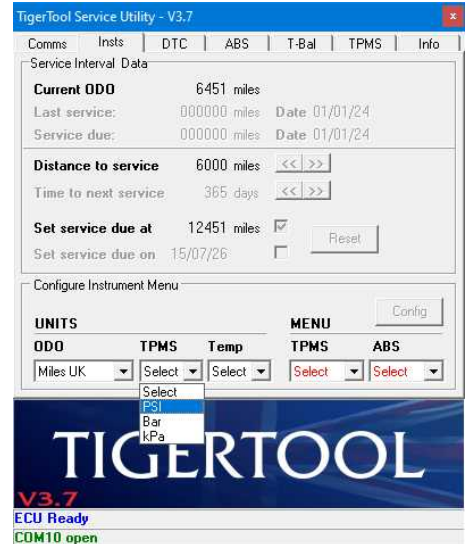 TigerTool Service Utility - V3.7 x
Comms Insts DTC ABS T-Bal TPMS Info
Service Interval Data
Current ODO 6451 miles
Last service: 000000 miles Date 01/01/24
Service due: 000000 miles Date 01/01/24
Distance to service 6000 miles << >>
Time to next service 365 days << >>
Set service due at 12451 miles
Reset
Set service due on 15/07/26
Configure Instrument Menu
Config
UNITS MENU
ODO TPMS Temp TPMS ABS
Miles UK Select Select Select Select
Select
PSI
Bar
kPa
TIGERTOOL
V3.7
ECU Ready
COM10 open